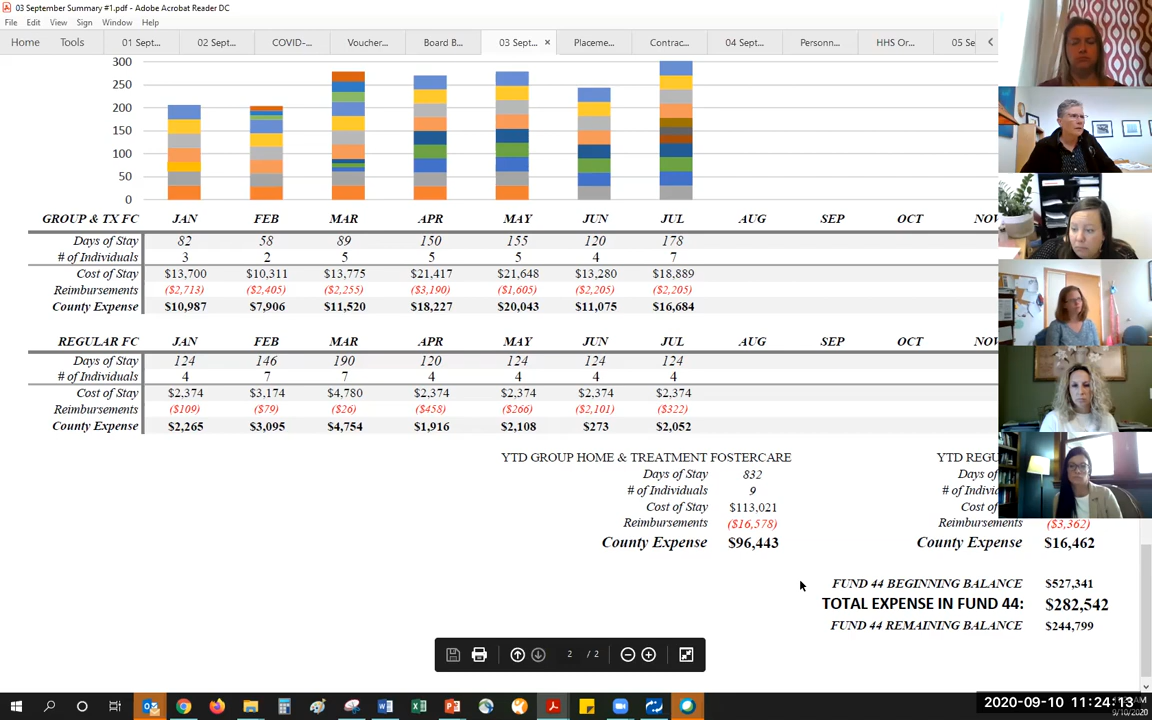 03 September Summary #1.pdf - Adobe Acrobat Reader DC
File Edit View Sign Window Help
Home Tools 01 Sept... 02 Sept... COVID-... Voucher... Board B... 03 Sept... × Placeme... Contrac... 04 Sept... Personn... HHS Or... 05 Se
300
250
200
150
100
50
0
GROUP & TX FC JAN FEB MAR APR MAY JUN JUL AUG SEP OCT NOV
Days of Stay 82 58 89 150 155 120 178
# of Individuals 3 2 5 5 5 4 7
Cost of Stay $13,700 $10,311 $13,775 $21,417 $21,648 $13,280 $18,889
Reimbursements ($2,713) ($2,405) ($2,255) ($3,190) ($1,605) ($2,205) ($2,205)
County Expense $10,987 $7,906 $11,520 $18,227 $20,043 $11,075 $16,684
REGULAR FC JAN FEB MAR APR MAY JUN JUL AUG SEP OCT NOV
Days of Stay 124 146 190 120 124 124 124
# of Individuals 4 7 7 4 4 4 4
Cost of Stay $2,374 $3,174 $4,780 $2,374 $2,374 $2,374 $2,374
Reimbursements ($109) ($79) ($26) ($458) ($266) ($2,101) ($322)
County Expense $2,265 $3,095 $4,754 $1,916 $2,108 $273 $2,052
YTD GROUP HOME & TREATMENT FOSTERCARE YTD REGU
Days of Stay 832 Days o
# of Individuals 9 # of Indivi
Cost of Stay $113,021 Cost o
Reimbursements ($16,578) Reimbursements ($3,362)
County Expense $96,443 County Expense $16,462
FUND 44 BEGINNING BALANCE $527,341
TOTAL EXPENSE IN FUND 44: $282,542
FUND 44 REMAINING BALANCE $244,799
2 / 2
2020-09-10 11:24:13
9/10/2020